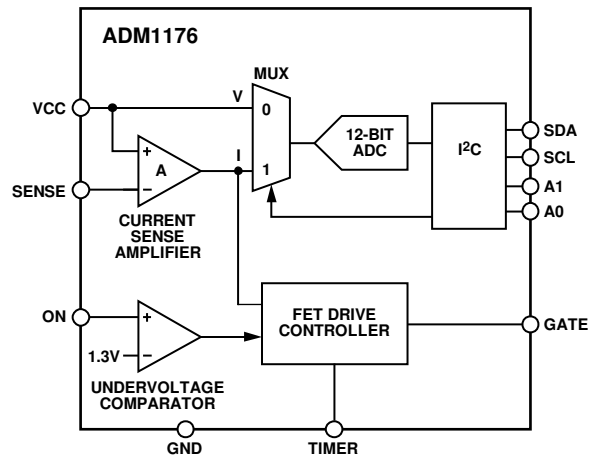 ADM1176
MUX
VCC
V
0
12-BIT
ADC
I²C
SDA
SCL
A1
A0
+
A
−
I
1
SENSE
CURRENT
SENSE
AMPLIFIER
ON
+
1.3V
−
UNDERVOLTAGE
COMPARATOR
FET DRIVE
CONTROLLER
GATE
GND
TIMER